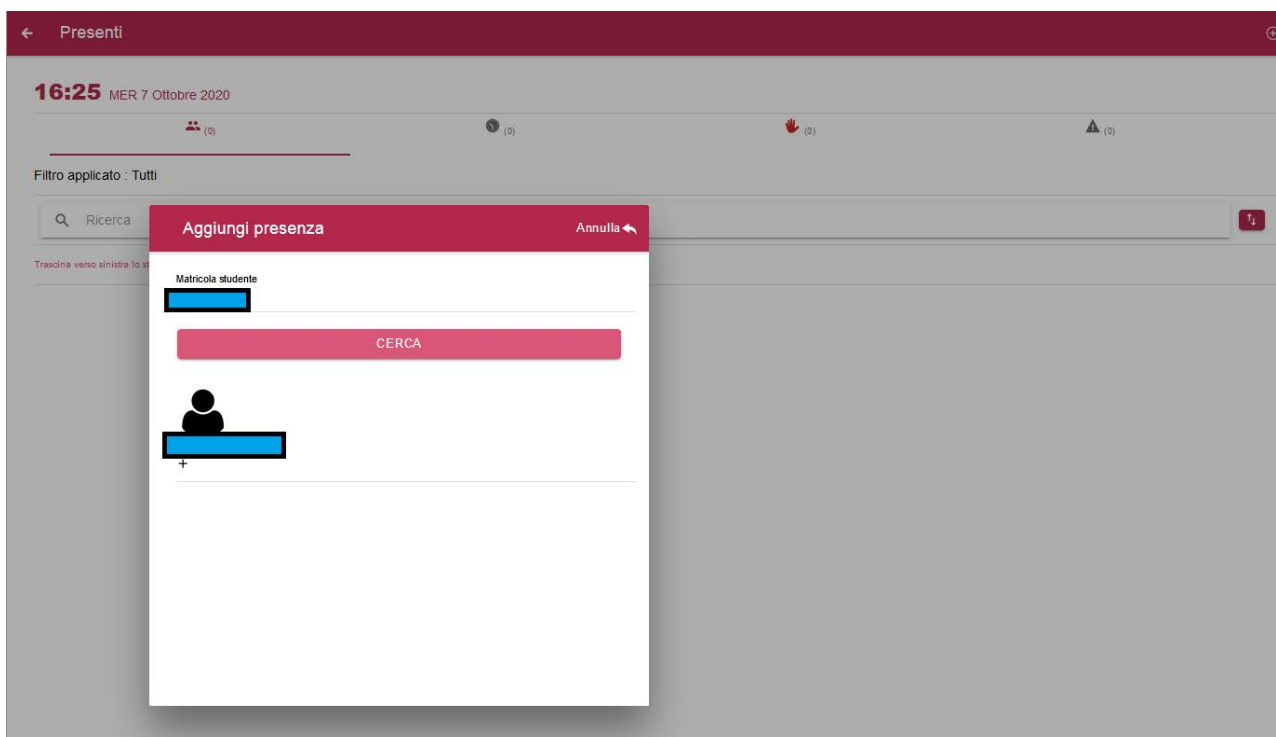 Presenti
16:25 MER 7 Ottobre 2020
(0) (0) (0) (0)
Filtro applicato : Tutti
Ricerca
Aggiungi presenza Annulla
Trascina verso sinistra lo
Matricola studente
CERCA
+